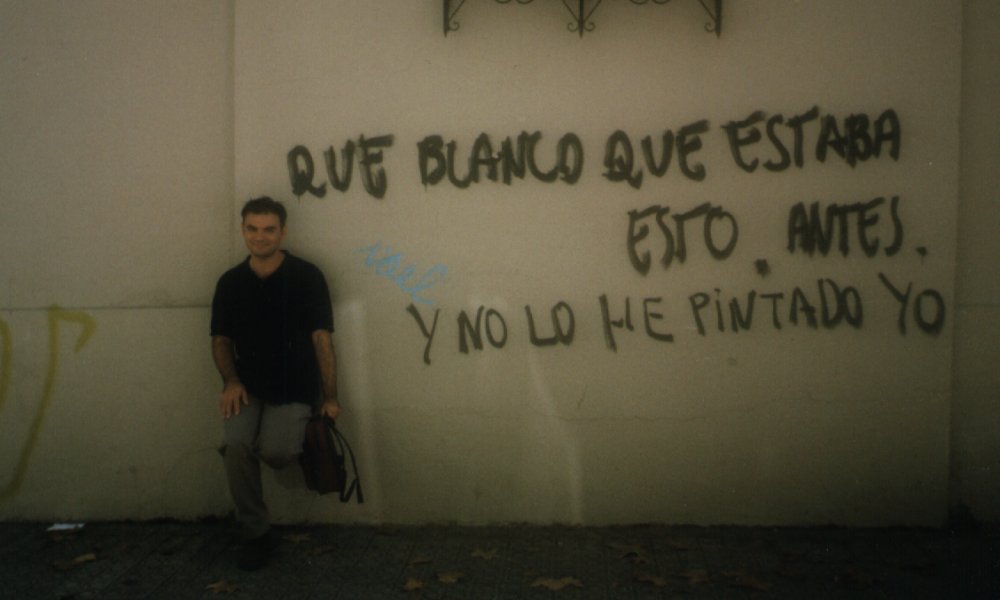 QUE BLANCO QUE ESTABA
ESTO. ANTES.
Y NO LO HE PINTADO YO